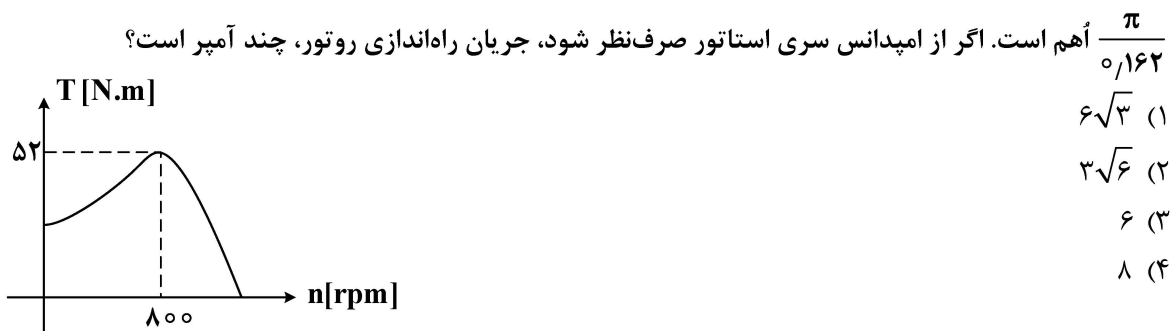 π
۰/۱۶۲ اُهم است. اگر از امپدانس سری استاتور صرف‌نظر شود، جریان راه‌اندازی روتور، چند آمپر است؟
۱) ۶√۳
۲) ۳√۶
۳) ۶
۴) ۸
T [N.m]
۵۲
۸۰۰
n[rpm]